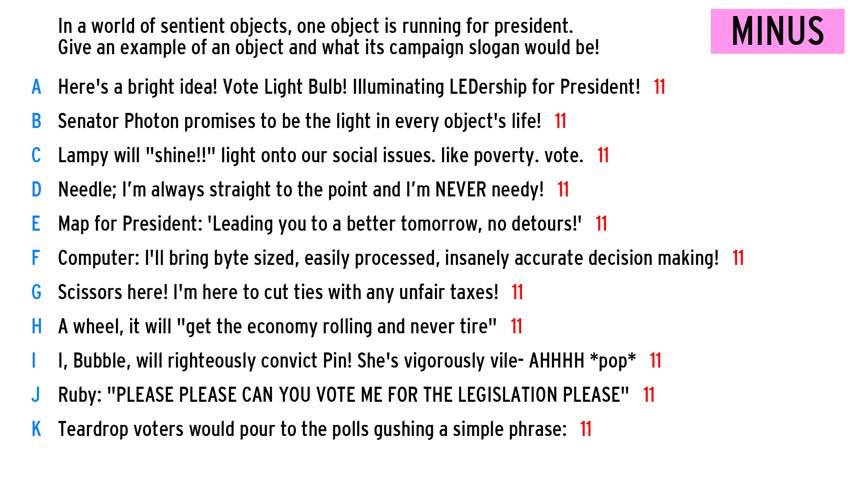 In a world of sentient objects, one object is running for president.
Give an example of an object and what its campaign slogan would be!
MINUS
A Here's a bright idea! Vote Light Bulb! Illuminating LEDership for President! 11
B Senator Photon promises to be the light in every object's life! 11
C Lampy will "shine!!" light onto our social issues. like poverty. vote. 11
D Needle; I’m always straight to the point and I’m NEVER needy! 11
E Map for President: 'Leading you to a better tomorrow, no detours!' 11
F Computer: I'll bring byte sized, easily processed, insanely accurate decision making! 11
G Scissors here! I'm here to cut ties with any unfair taxes! 11
H A wheel, it will "get the economy rolling and never tire" 11
I I, Bubble, will righteously convict Pin! She's vigorously vile- AHHHH *pop* 11
J Ruby: "PLEASE PLEASE CAN YOU VOTE ME FOR THE LEGISLATION PLEASE" 11
K Teardrop voters would pour to the polls gushing a simple phrase: 11